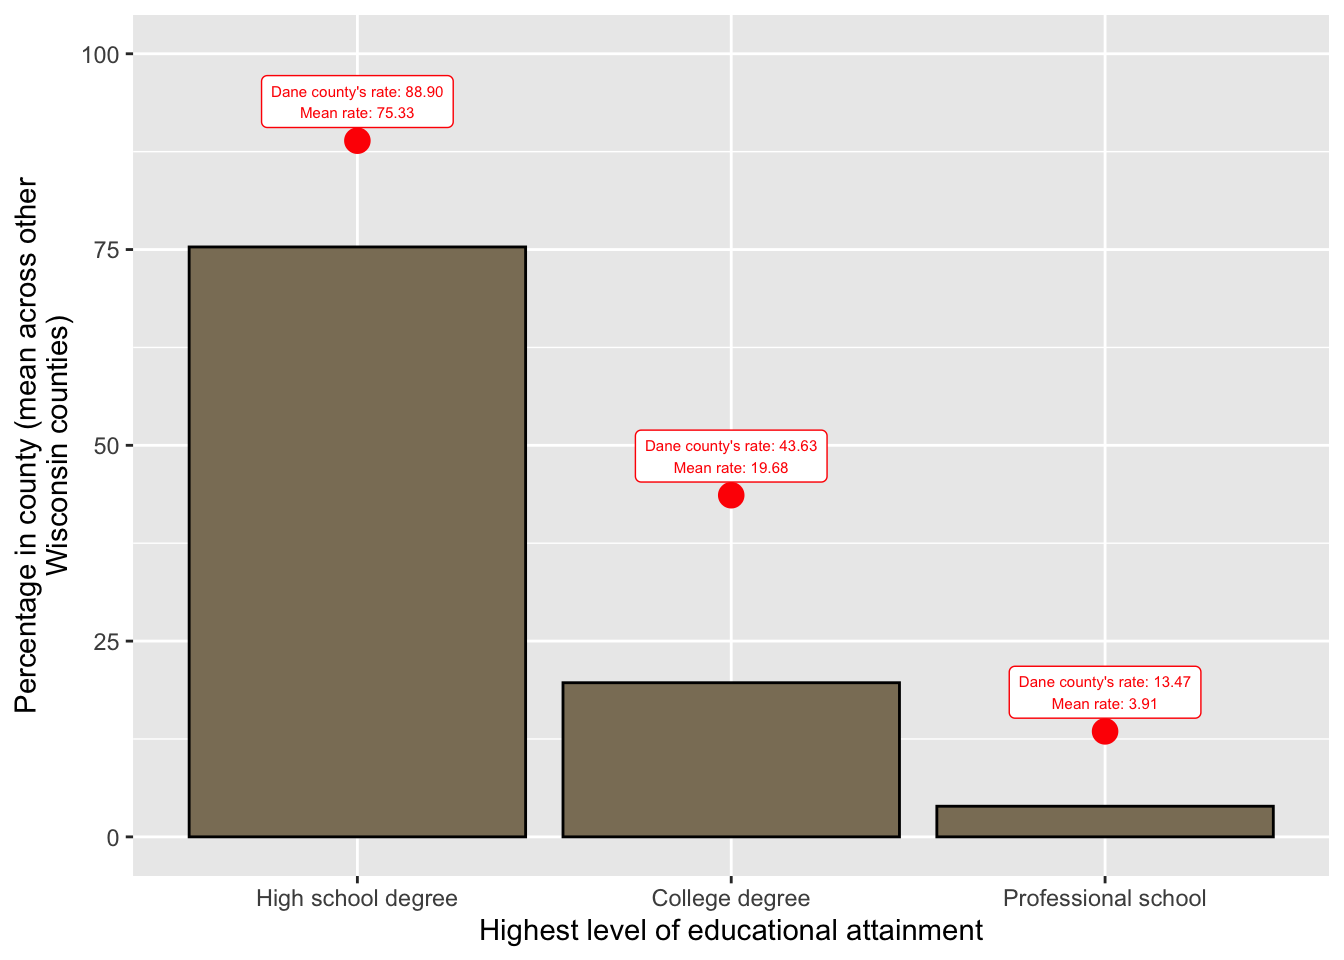 Percentage in county (mean across other
Wisconsin counties)
100
75
50
25
0
Dane county's rate: 88.90
Mean rate: 75.33
Dane county's rate: 43.63
Mean rate: 19.68
Dane county's rate: 13.47
Mean rate: 3.91
High school degree
College degree
Professional school
Highest level of educational attainment